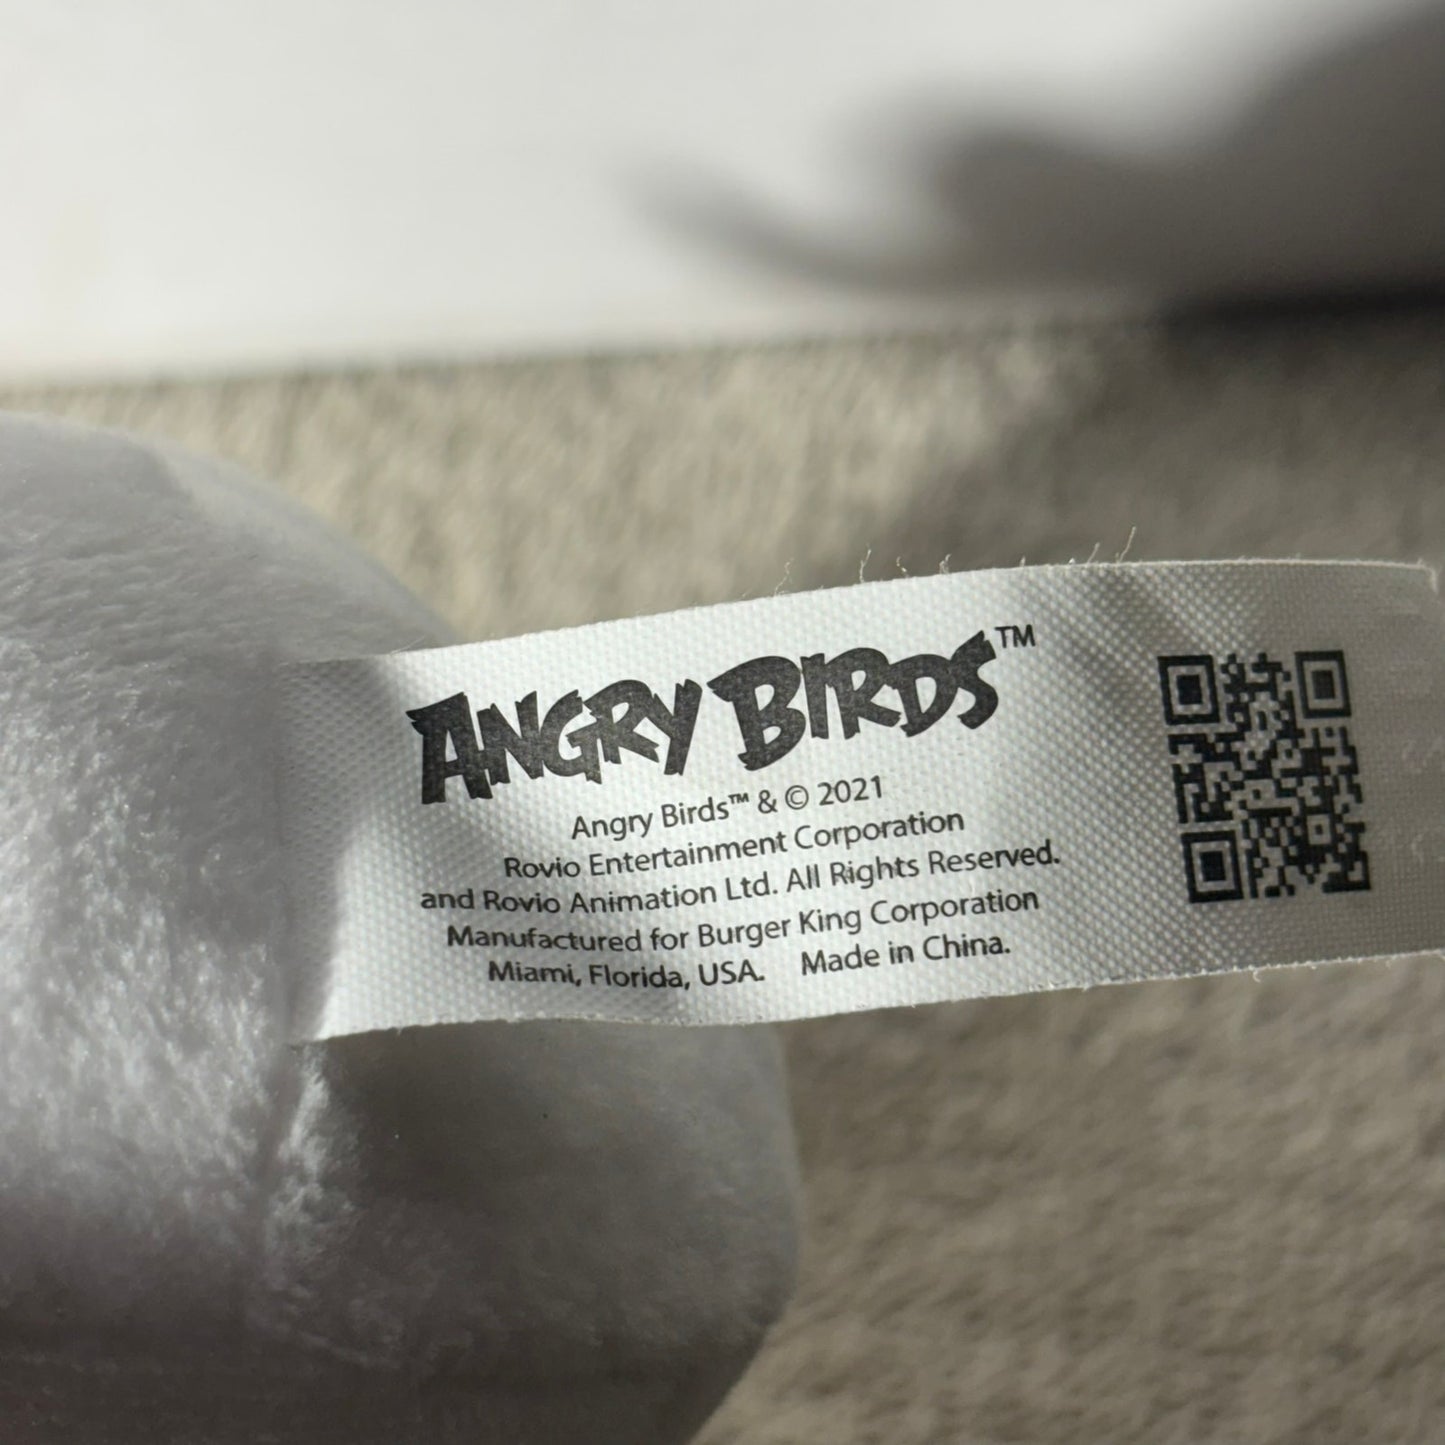 ANGRY BIRDS™
Angry Birds™ & © 2021
Rovio Entertainment Corporation
and Rovio Animation Ltd. All Rights Reserved.
Manufactured for Burger King Corporation
Miami, Florida, USA. Made in China.